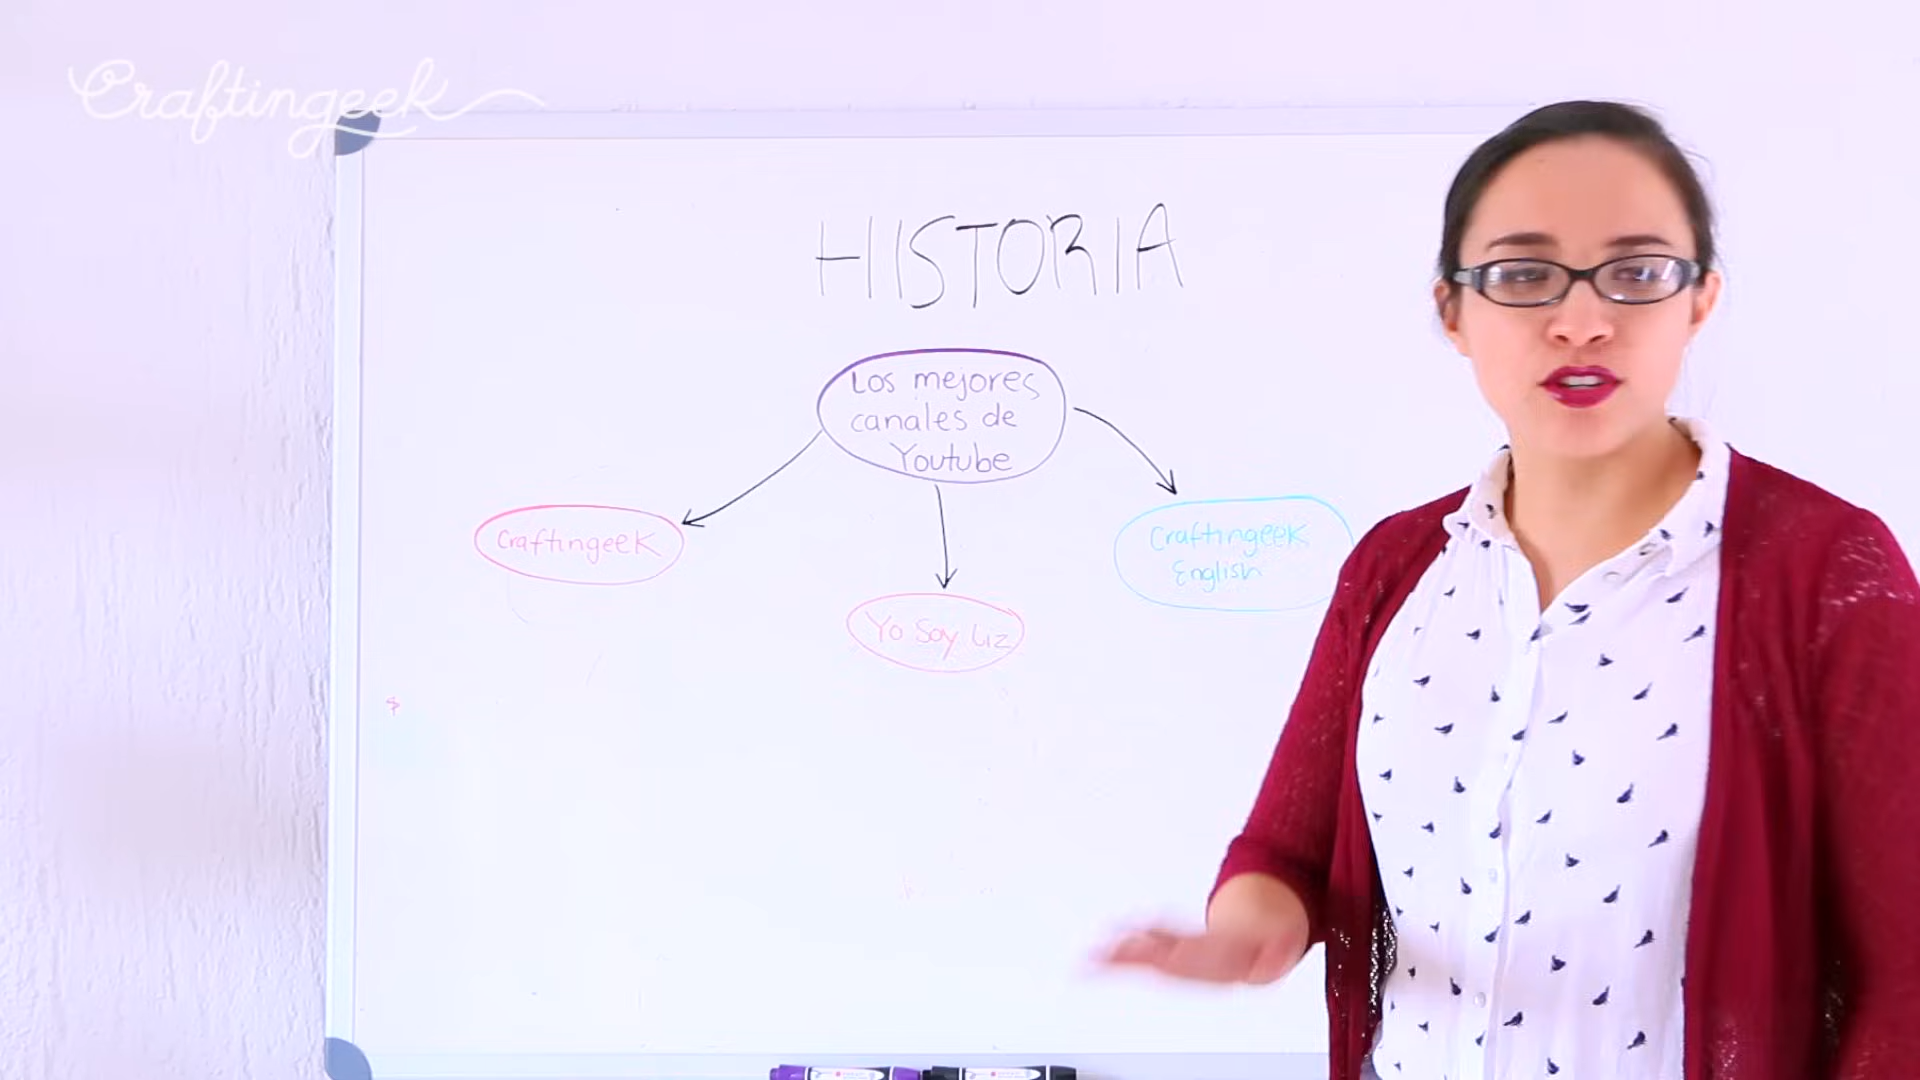 Craftingeek
HISTORIA
Los mejores
canales de
Youtube
Craftingeek
Craftingeek
English
Yo Soy Liz